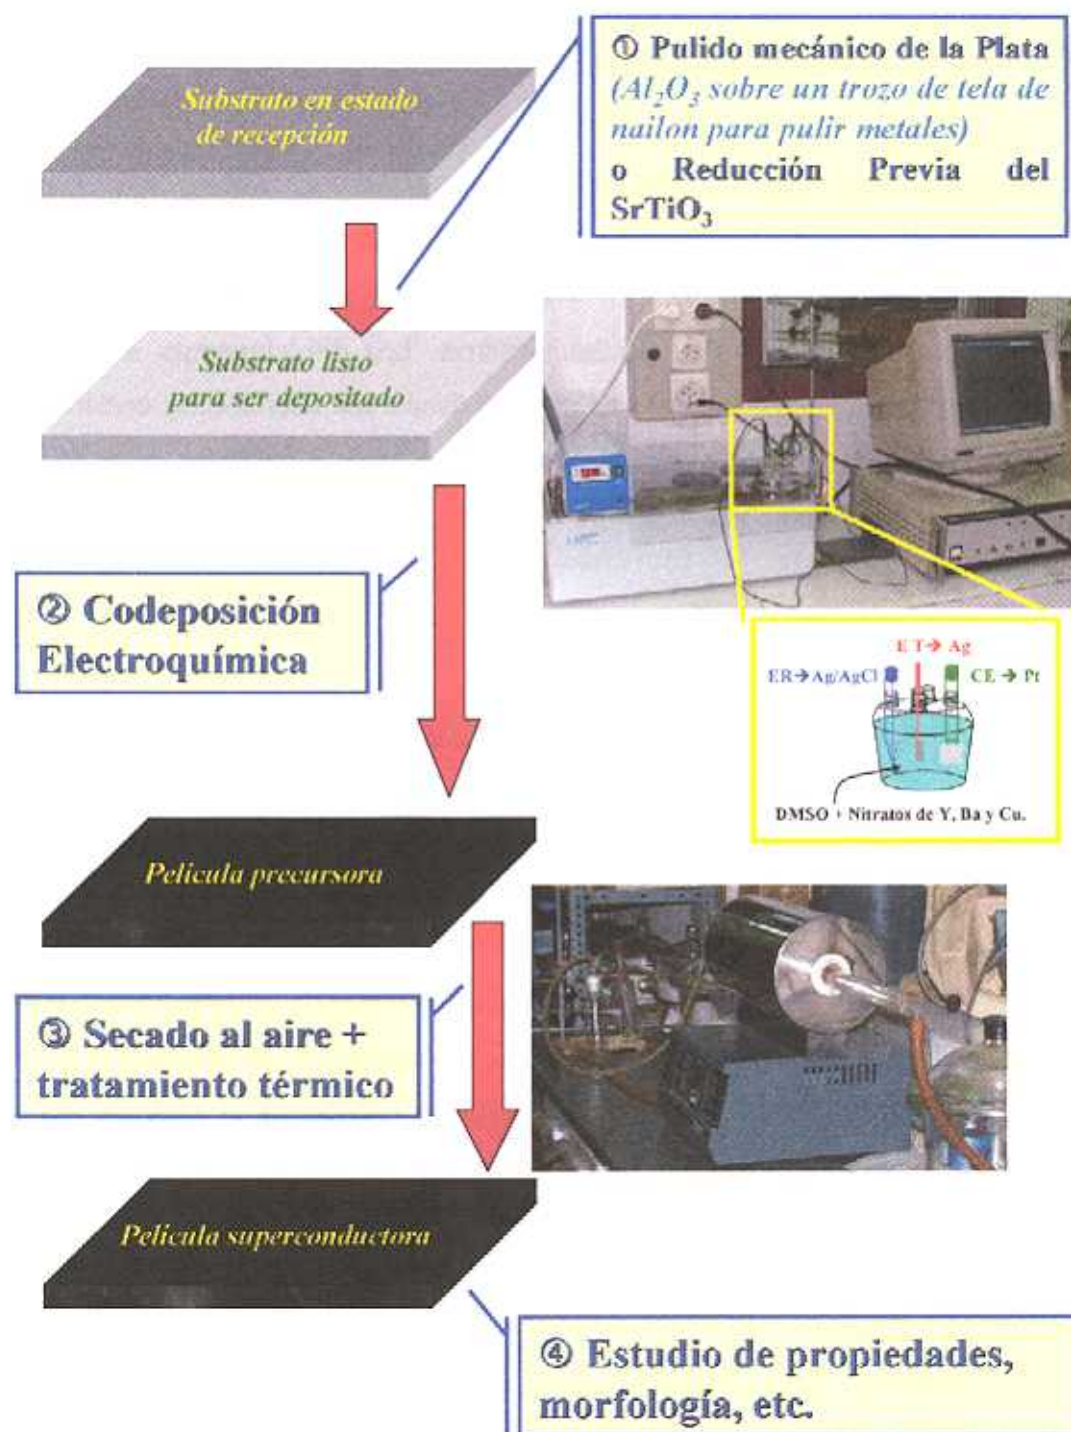 ① Pulido mecánico de la Plata
(Al₂O₃ sobre un trozo de tela de
nailon para pulir metales)
o Reducción Previa del
SrTiO₃
Substrato en estado
de recepción
Substrato listo
para ser depositado
② Codeposición
Electroquímica
ET→Ag
ER→Ag/AgCl
CE → Pt
DMSO + Nitratos de Y, Ba y Cu.
Película precursora
③ Secado al aire +
tratamiento térmico
Película superconductora
④ Estudio de propiedades,
morfología, etc.